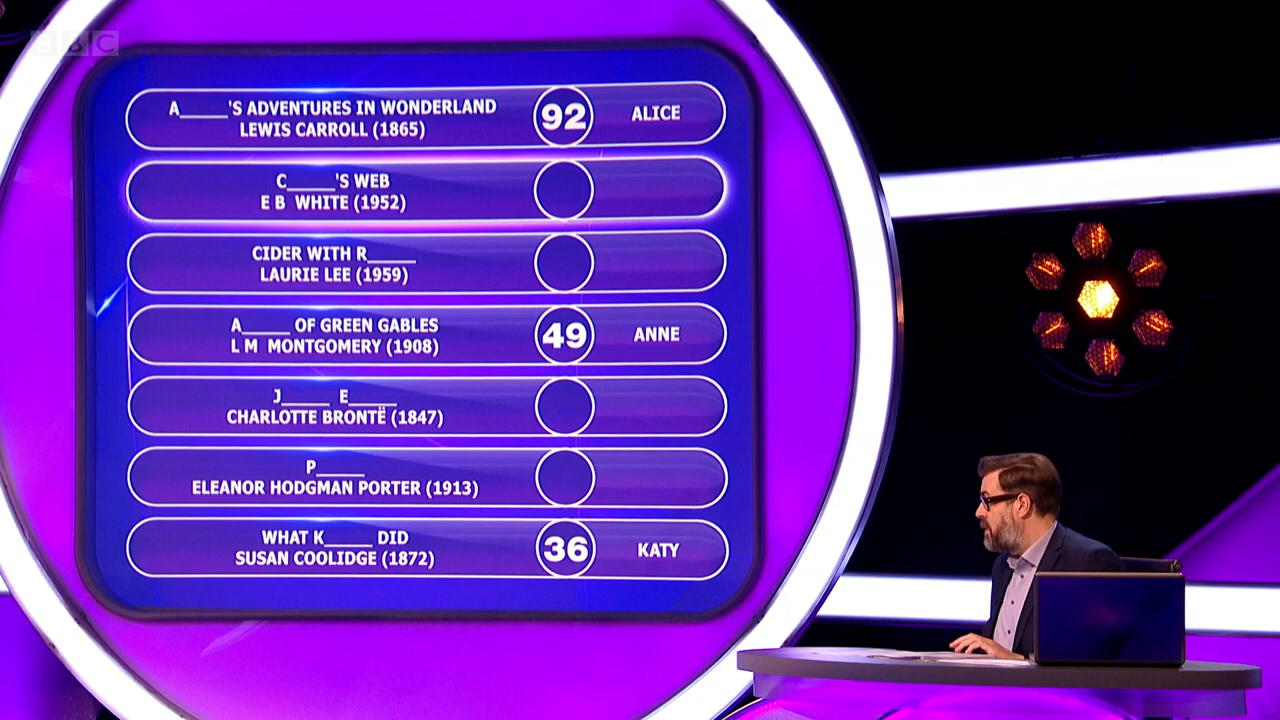 BBC
A_____'S ADVENTURES IN WONDERLAND
LEWIS CARROLL (1865)
92
ALICE
C_____'S WEB
E B WHITE (1952)
CIDER WITH R_____
LAURIE LEE (1959)
A_____ OF GREEN GABLES
L M MONTGOMERY (1908)
49
ANNE
J_____ E_____
CHARLOTTE BRONTË (1847)
P______
ELEANOR HODGMAN PORTER (1913)
WHAT K_____ DID
SUSAN COOLIDGE (1872)
36
KATY